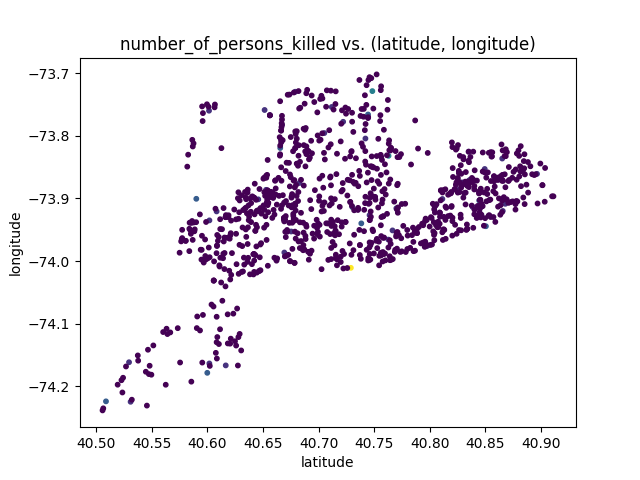 number_of_persons_killed vs. (latitude, longitude)
−73.7
−73.8
−73.9
−74.0
−74.1
−74.2
longitude
40.50 40.55 40.60 40.65 40.70 40.75 40.80 40.85 40.90
latitude